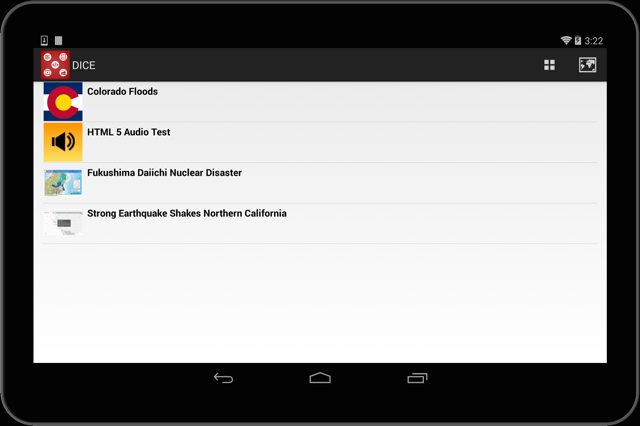 3:22
DICE
Colorado Floods
HTML 5 Audio Test
Fukushima Daiichi Nuclear Disaster
Strong Earthquake Shakes Northern California